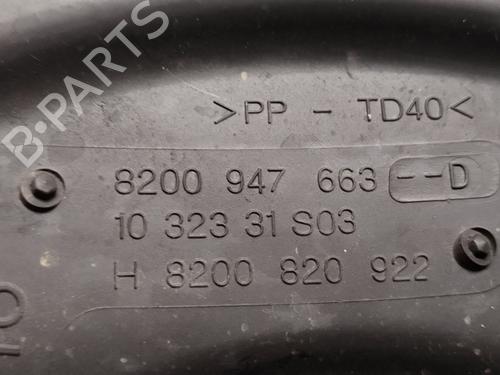 B-PARTS
>PP - TD40<
8200 947 663 --D
10 323 31 S03
H 8200 820 922